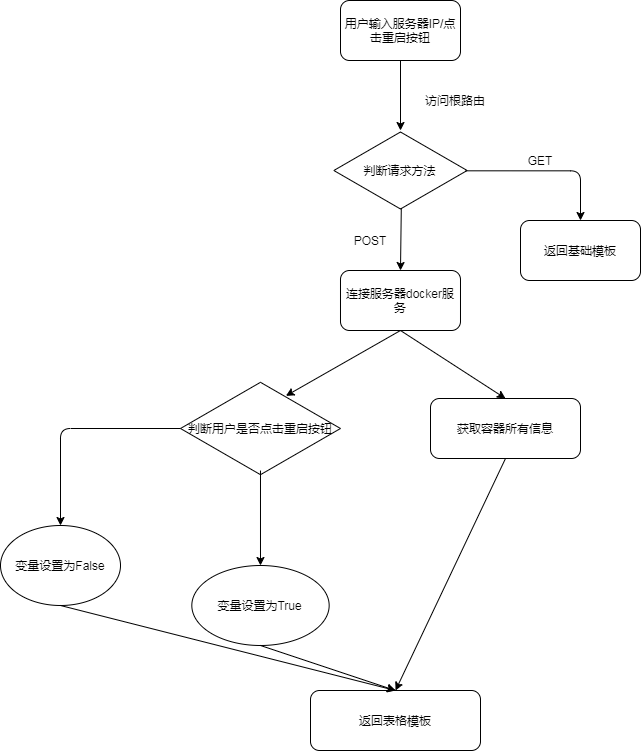 用户输入服务器IP/点
击重启按钮
访问根路由
判断请求方法
GET
POST
返回基础模板
连接服务器docker服
务
判断用户是否点击重启按钮
获取容器所有信息
变量设置为False
变量设置为True
返回表格模板